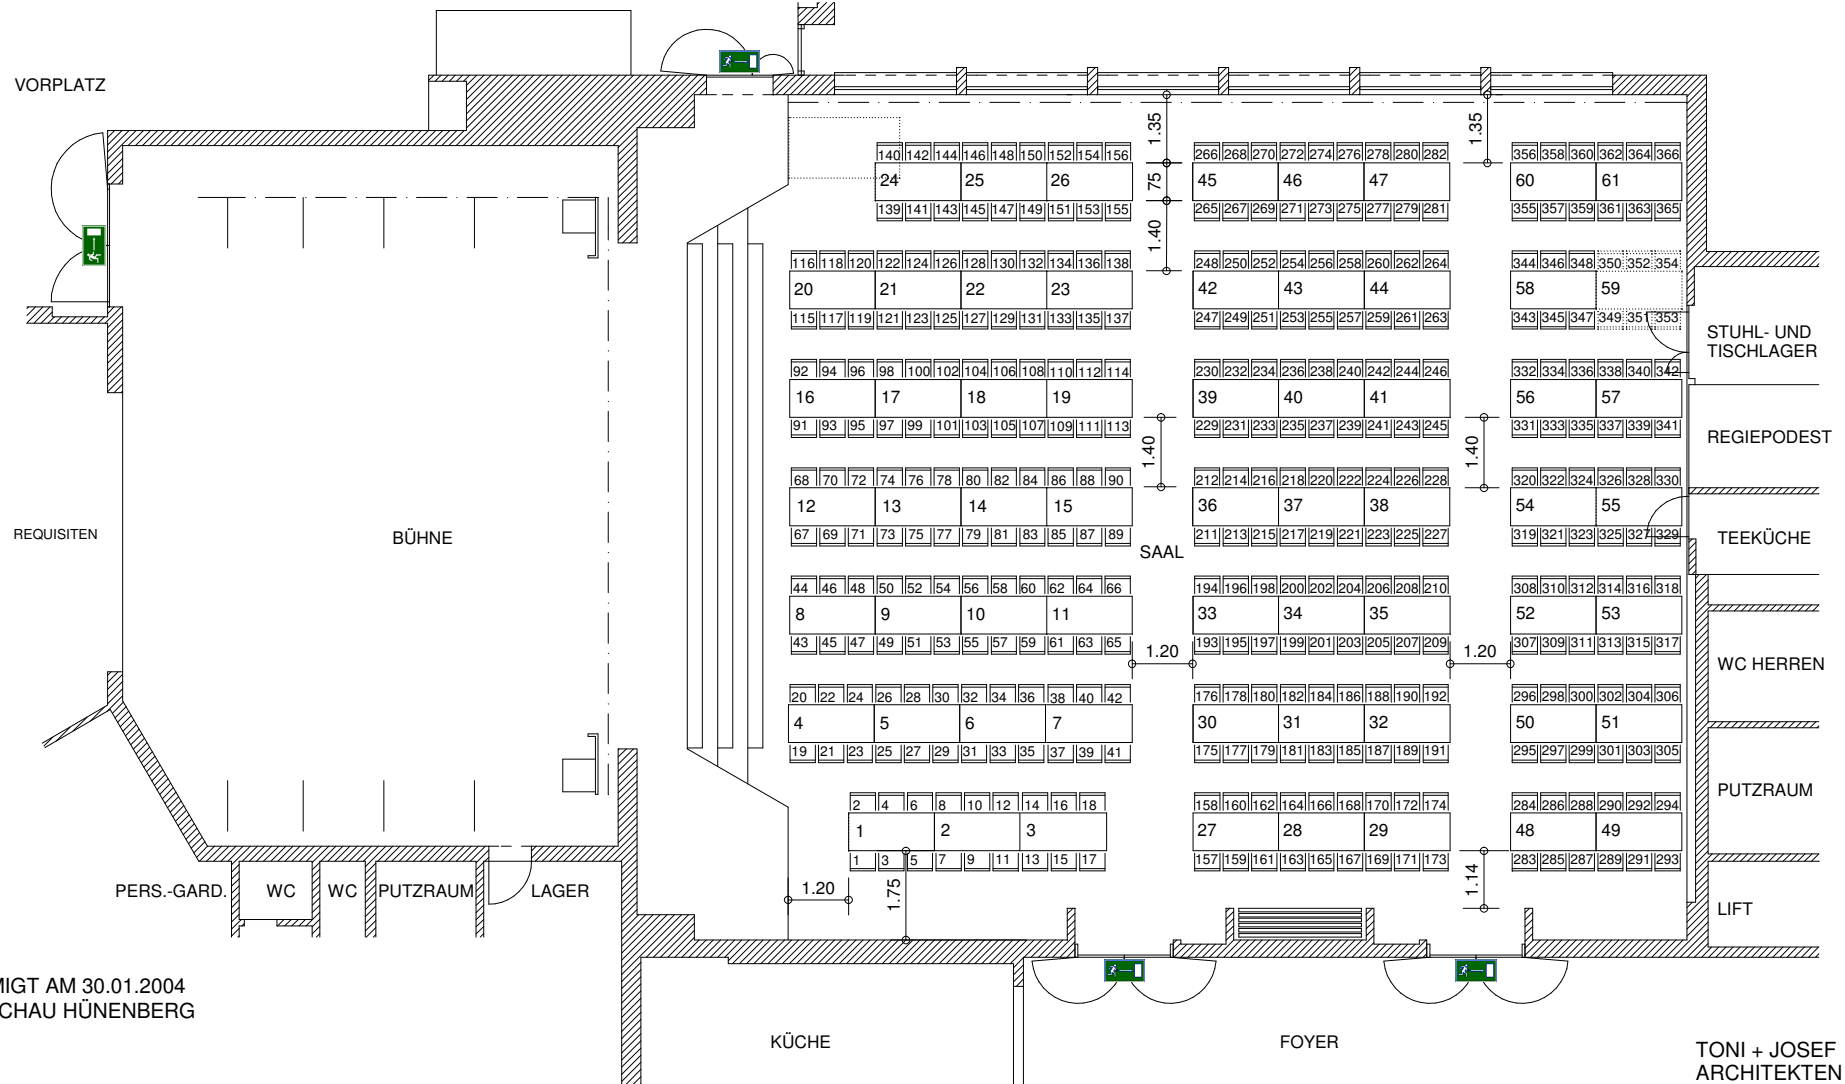 VORPLATZ
1.35
1.35
140 142 144 146 148 150 152 154 156
266 268 270 272 274 276 278 280 282
356 358 360 362 364 366
24 25 26
75
45 46 47
60 61
139 141 143 145 147 149 151 153 155
265 267 269 271 273 275 277 279 281
355 357 359 361 363 365
1.40
116 118 120 122 124 126 128 130 132 134 136 138
248 250 252 254 256 258 260 262 264
344 346 348 350 352 354
20 21 22 23
42 43 44
58 59
115 117 119 121 123 125 127 129 131 133 135 137
247 249 251 253 255 257 259 261 263
343 345 347 349 351 353
STUHL- UND
TISCHLAGER
92 94 96 98 100 102 104 106 108 110 112 114
230 232 234 236 238 240 242 244 246
332 334 336 338 340 342
16 17 18 19
39 40 41
56 57
91 93 95 97 99 101 103 105 107 109 111 113
229 231 233 235 237 239 241 243 245
331 333 335 337 339 341
REGIEPODEST
1.40
1.40
68 70 72 74 76 78 80 82 84 86 88 90
212 214 216 218 220 222 224 226 228
320 322 324 326 328 330
12 13 14 15
36 37 38
54 55
67 69 71 73 75 77 79 81 83 85 87 89
211 213 215 217 219 221 223 225 227
319 321 323 325 327 329
REQUISITEN
BÜHNE
SAAL
TEEKÜCHE
44 46 48 50 52 54 56 58 60 62 64 66
194 196 198 200 202 204 206 208 210
308 310 312 314 316 318
8 9 10 11
33 34 35
52 53
43 45 47 49 51 53 55 57 59 61 63 65
193 195 197 199 201 203 205 207 209
307 309 311 313 315 317
1.20
1.20
WC HERREN
20 22 24 26 28 30 32 34 36 38 40 42
176 178 180 182 184 186 188 190 192
296 298 300 302 304 306
4 5 6 7
30 31 32
50 51
19 21 23 25 27 29 31 33 35 37 39 41
175 177 179 181 183 185 187 189 191
295 297 299 301 303 305
PUTZRAUM
2 4 6 8 10 12 14 16 18
158 160 162 164 166 168 170 172 174
284 286 288 290 292 294
1 2 3
27 28 29
48 49
1 3 5 7 9 11 13 15 17
157 159 161 163 165 167 169 171 173
283 285 287 289 291 293
PERS.-GARD.
WC
WC
PUTZRAUM
LAGER
1.20
1.75
1.14
LIFT
MIGT AM 30.01.2004
CHAU HÜNENBERG
KÜCHE
FOYER
TONI + JOSEF
ARCHITEKTEN